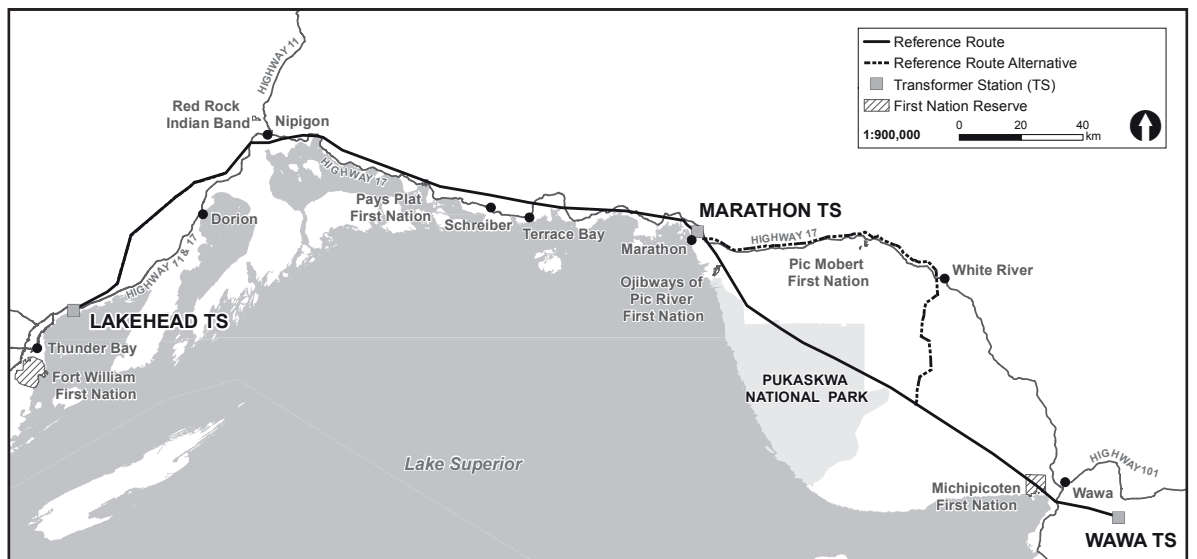 HIGHWAY 11
Red Rock
Indian Band
Nipigon
Reference Route
Reference Route Alternative
Transformer Station (TS)
First Nation Reserve
1:900,000
0 20 40
km
HIGHWAY 17
Pays Plat
First Nation
Schreiber
Terrace Bay
Dorion
HIGHWAY 11 & 17
MARATHON TS
Marathon
HIGHWAY 17
Pic Mobert
First Nation
White River
Ojibways of
Pic River
First Nation
LAKEHEAD TS
Thunder Bay
Fort William
First Nation
PUKASKWA
NATIONAL PARK
Lake Superior
HIGHWAY 101
Michipicoten
First Nation
Wawa
WAWA TS